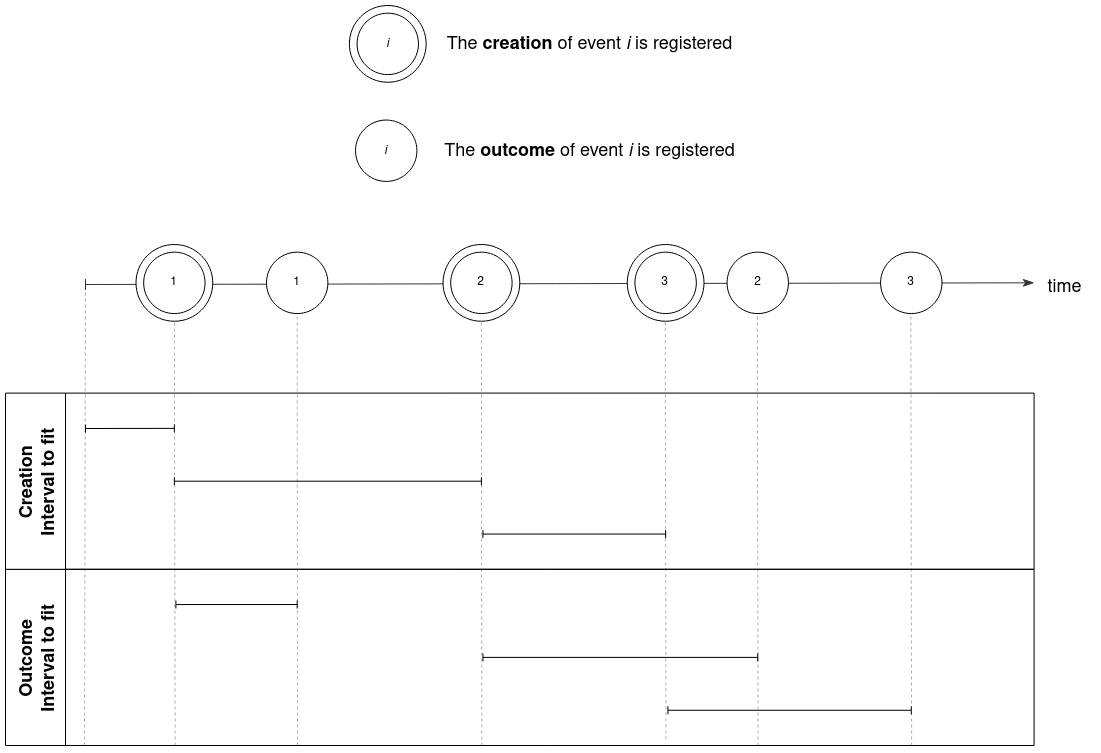 i
The creation of event i is registered
i
The outcome of event i is registered
1
1
2
3
2
3
time
Creation
Interval to fit
Outcome
Interval to fit